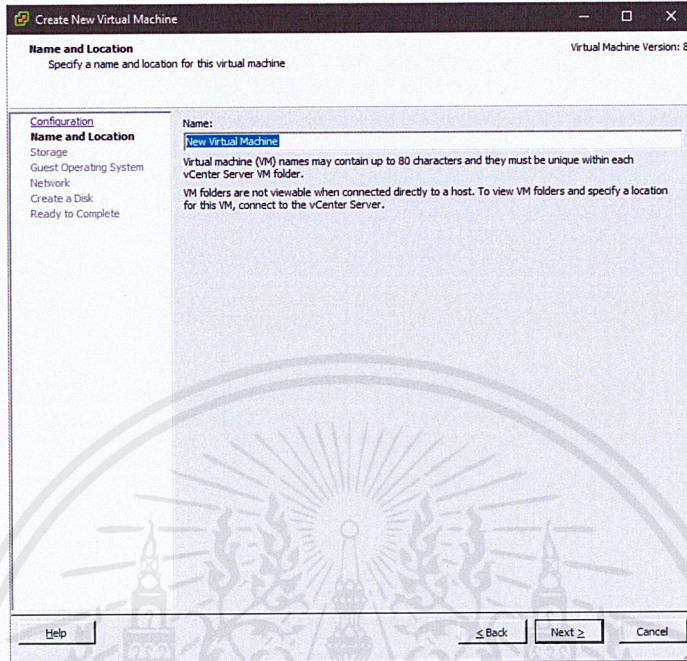 Create New Virtual Machine
Name and Location
Specify a name and location for this virtual machine
Virtual Machine Version: 8
Configuration
Name and Location
Storage
Guest Operating System
Network
Create a Disk
Ready to Complete
Name:
New Virtual Machine
Virtual machine (VM) names may contain up to 80 characters and they must be unique within each
vCenter Server VM folder.
VM folders are not viewable when connected directly to a host. To view VM folders and specify a location
for this VM, connect to the vCenter Server.
Help
≤ Back
Next ≥
Cancel